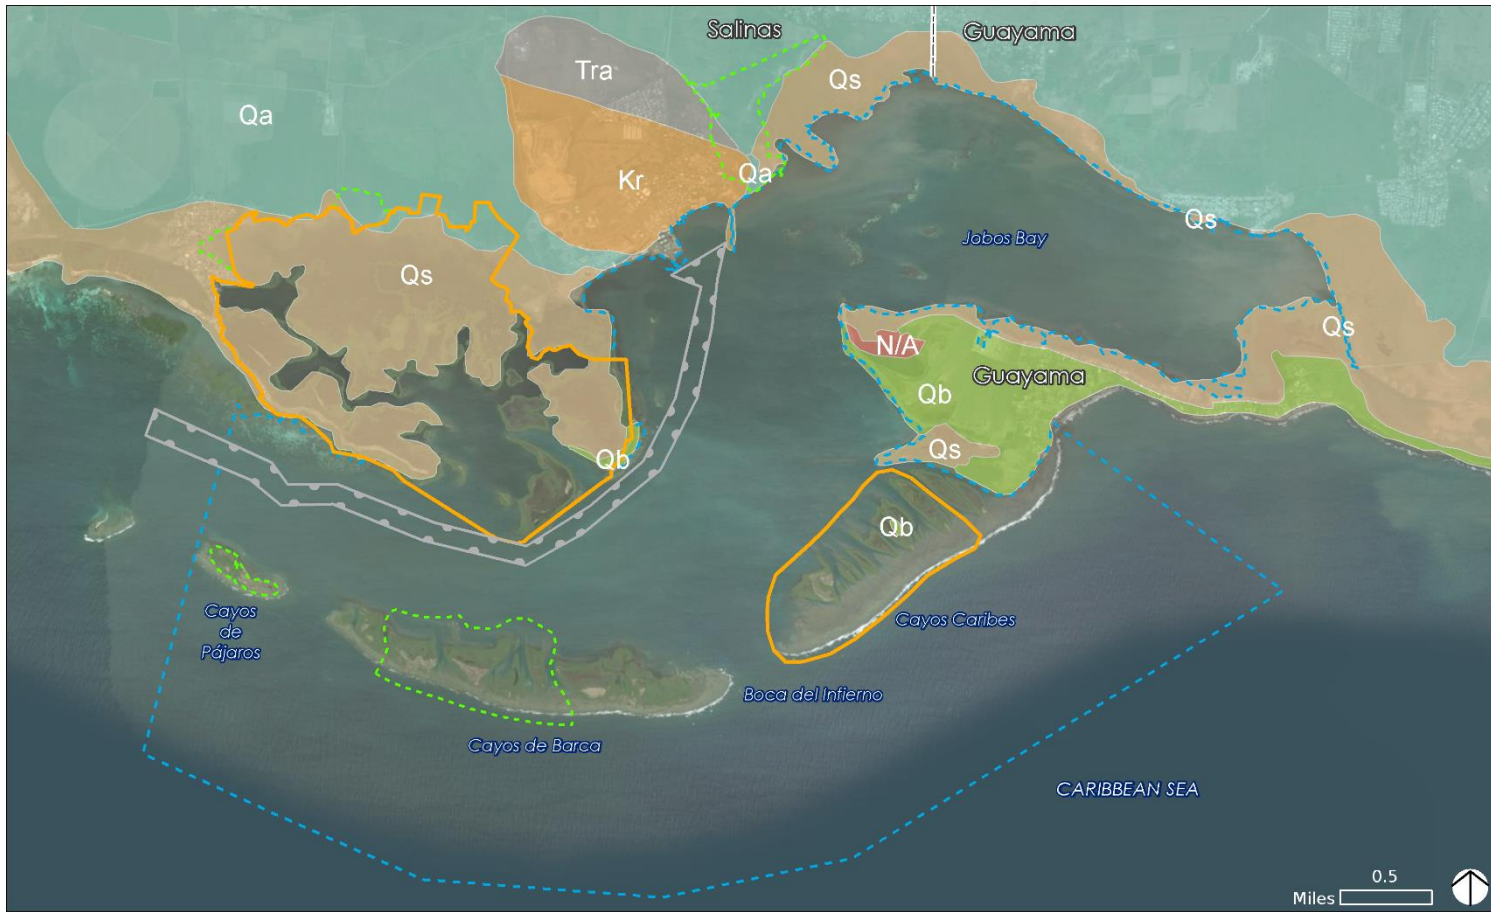 Salinas
Guayama
Tra
Qs
Qa
Kr
Qa
Qs
Jobos Bay
Qs
Qs
N/A
Guayama
Qb
Qs
Qb
Qb
Cayos
de
Pájaros
Cayos Caribes
Boca del Infierno
Cayos de Barca
CARIBBEAN SEA
0.5
Miles